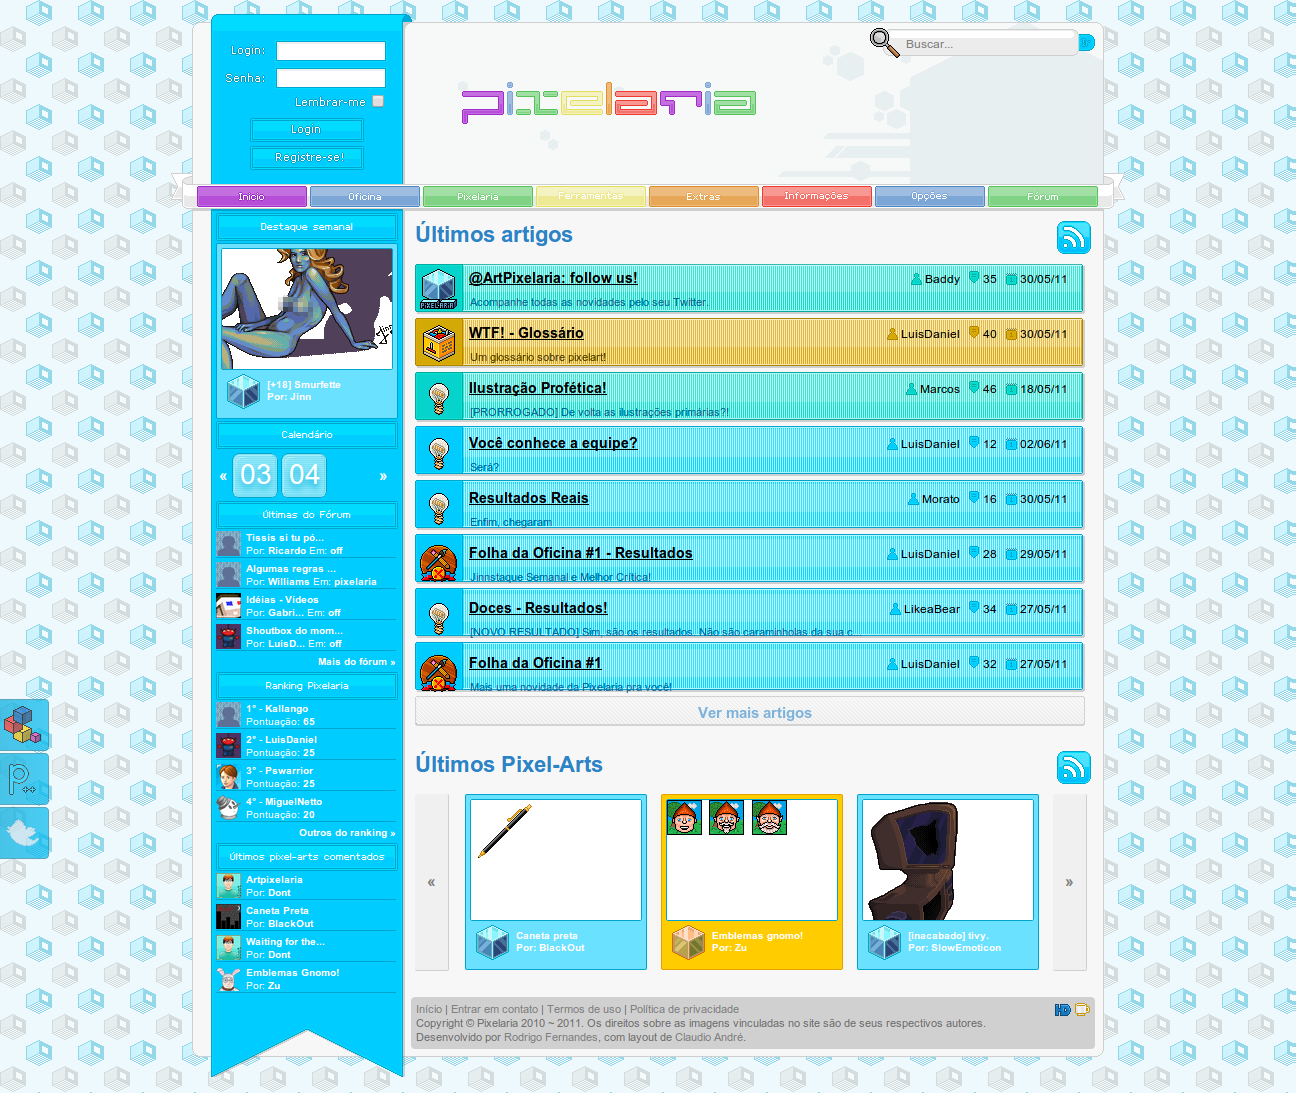 Login:
Senha:
Lembrar-me
Login
Registre-se!
Buscar...
pixelaria
Início
Oficina
Pixelaria
Ferramentas
Extras
Informações
Opções
Fórum
Destaque semanal
[+18] Smurfette
Por: Jinn
Calendário
« 03 04 »
Últimas do Fórum
Tissis si tu pó...
Por: Ricardo Em: off
Algumas regras ...
Por: Williams Em: pixelaria
Idéias - Vídeos
Por: Gabri... Em: off
Shoutbox do mom...
Por: LuisD... Em: off
Mais do fórum »
Ranking Pixelaria
1° - Kallango
Pontuação: 65
2° - LuisDaniel
Pontuação: 25
3° - Pswarrior
Pontuação: 25
4° - MiguelNetto
Pontuação: 20
Outros do ranking »
Últimos pixel-arts comentados
Artpixelaria
Por: Dont
Caneta Preta
Por: BlackOut
Waiting for the...
Por: Dont
Emblemas Gnomo!
Por: Zu
Últimos artigos
@ArtPixelaria: follow us!
Baddy 35 30/05/11
Acompanhe todas as novidades pelo seu Twitter.
PIXELARIA
WTF! - Glossário
LuisDaniel 40 30/05/11
Um glossário sobre pixelart!
Ilustração Profética!
Marcos 46 18/05/11
[PRORROGADO] De volta as ilustrações primárias?!
Você conhece a equipe?
LuisDaniel 12 02/06/11
Será?
Resultados Reais
Morato 16 30/05/11
Enfim, chegaram
Folha da Oficina #1 - Resultados
LuisDaniel 28 29/05/11
Jinnstaque Semanal e Melhor Crítica!
Doces - Resultados!
LikeaBear 34 27/05/11
[NOVO RESULTADO] Sim, são os resultados. Não são caraminholas da sua c...
Folha da Oficina #1
LuisDaniel 32 27/05/11
Mais uma novidade da Pixelaria pra você!
Ver mais artigos
Últimos Pixel-Arts
«
Caneta preta
Por: BlackOut
Emblemas gnomo!
Por: Zu
[inacabado] tivy.
Por: SlowEmoticon
»
Início | Entrar em contato | Termos de uso | Política de privacidade
HD
Copyright © Pixelaria 2010 ~ 2011. Os direitos sobre as imagens vinculadas no site são de seus respectivos autores.
Desenvolvido por Rodrigo Fernandes, com layout de Claudio André.